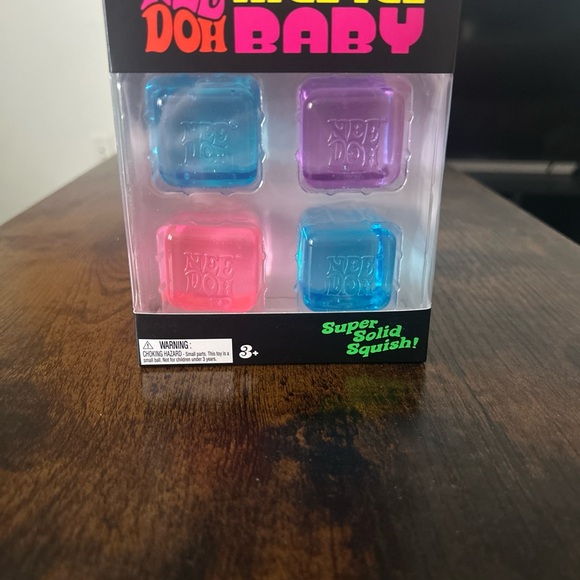 NEE
DOH
BABY
NEE
DOH
NEE
DOH
NEE
DOH
NEE
DOH
Super
Solid
Squish!
WARNING:
CHOKING HAZARD - Small parts. This toy is a
small ball. Not for children under 3 years.
3+